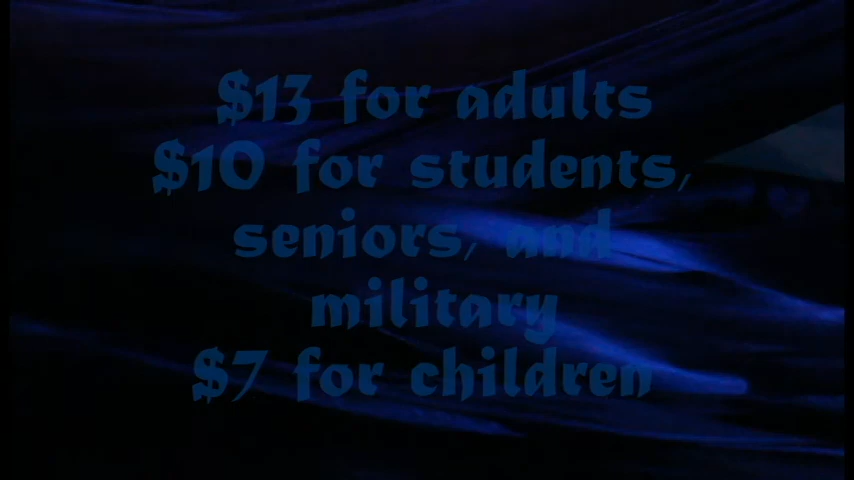 $13 for adults
$10 for students,
seniors, and
military
$7 for children